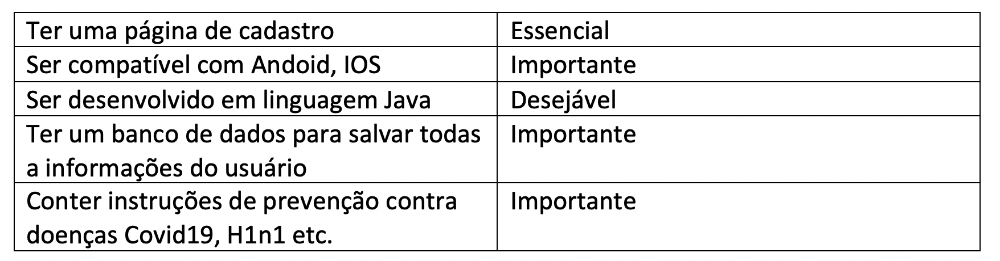 Ter uma página de cadastro
Essencial
Ser compatível com Andoid, IOS
Importante
Ser desenvolvido em linguagem Java
Desejável
Ter um banco de dados para salvar todas
a informações do usuário
Importante
Conter instruções de prevenção contra
doenças Covid19, H1n1 etc.
Importante